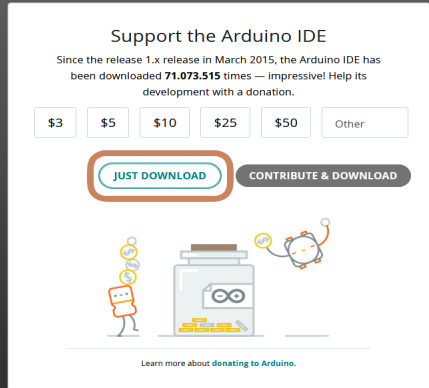 Support the Arduino IDE
Since the release 1.x release in March 2015, the Arduino IDE has
been downloaded 71.073.515 times — impressive! Help its
development with a donation.
$3 $5 $10 $25 $50 Other
JUST DOWNLOAD CONTRIBUTE & DOWNLOAD
Learn more about donating to Arduino.